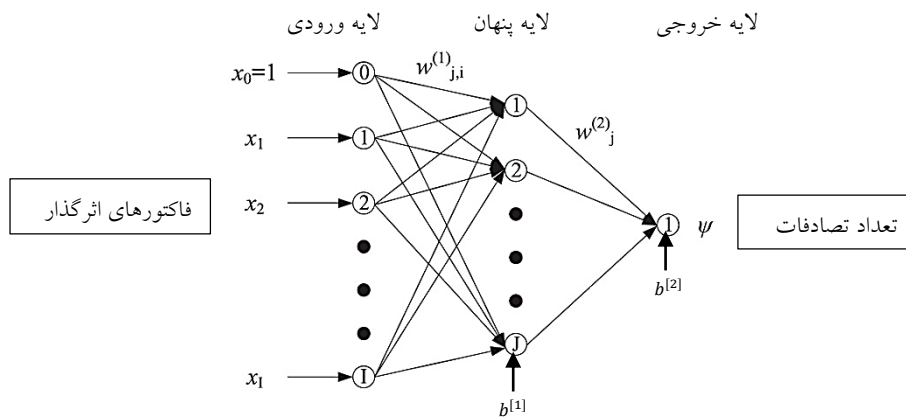 لایه ورودی
لایه پنهان
لایه خروجی
x₀=1
0
w⁽¹⁾j,i
1
x₁
1
w⁽²⁾j
2
x₂
2
فاکتورهای اثرگذار
1
ψ
تعداد تصادفات
b[2]
J
xI
I
b[1]